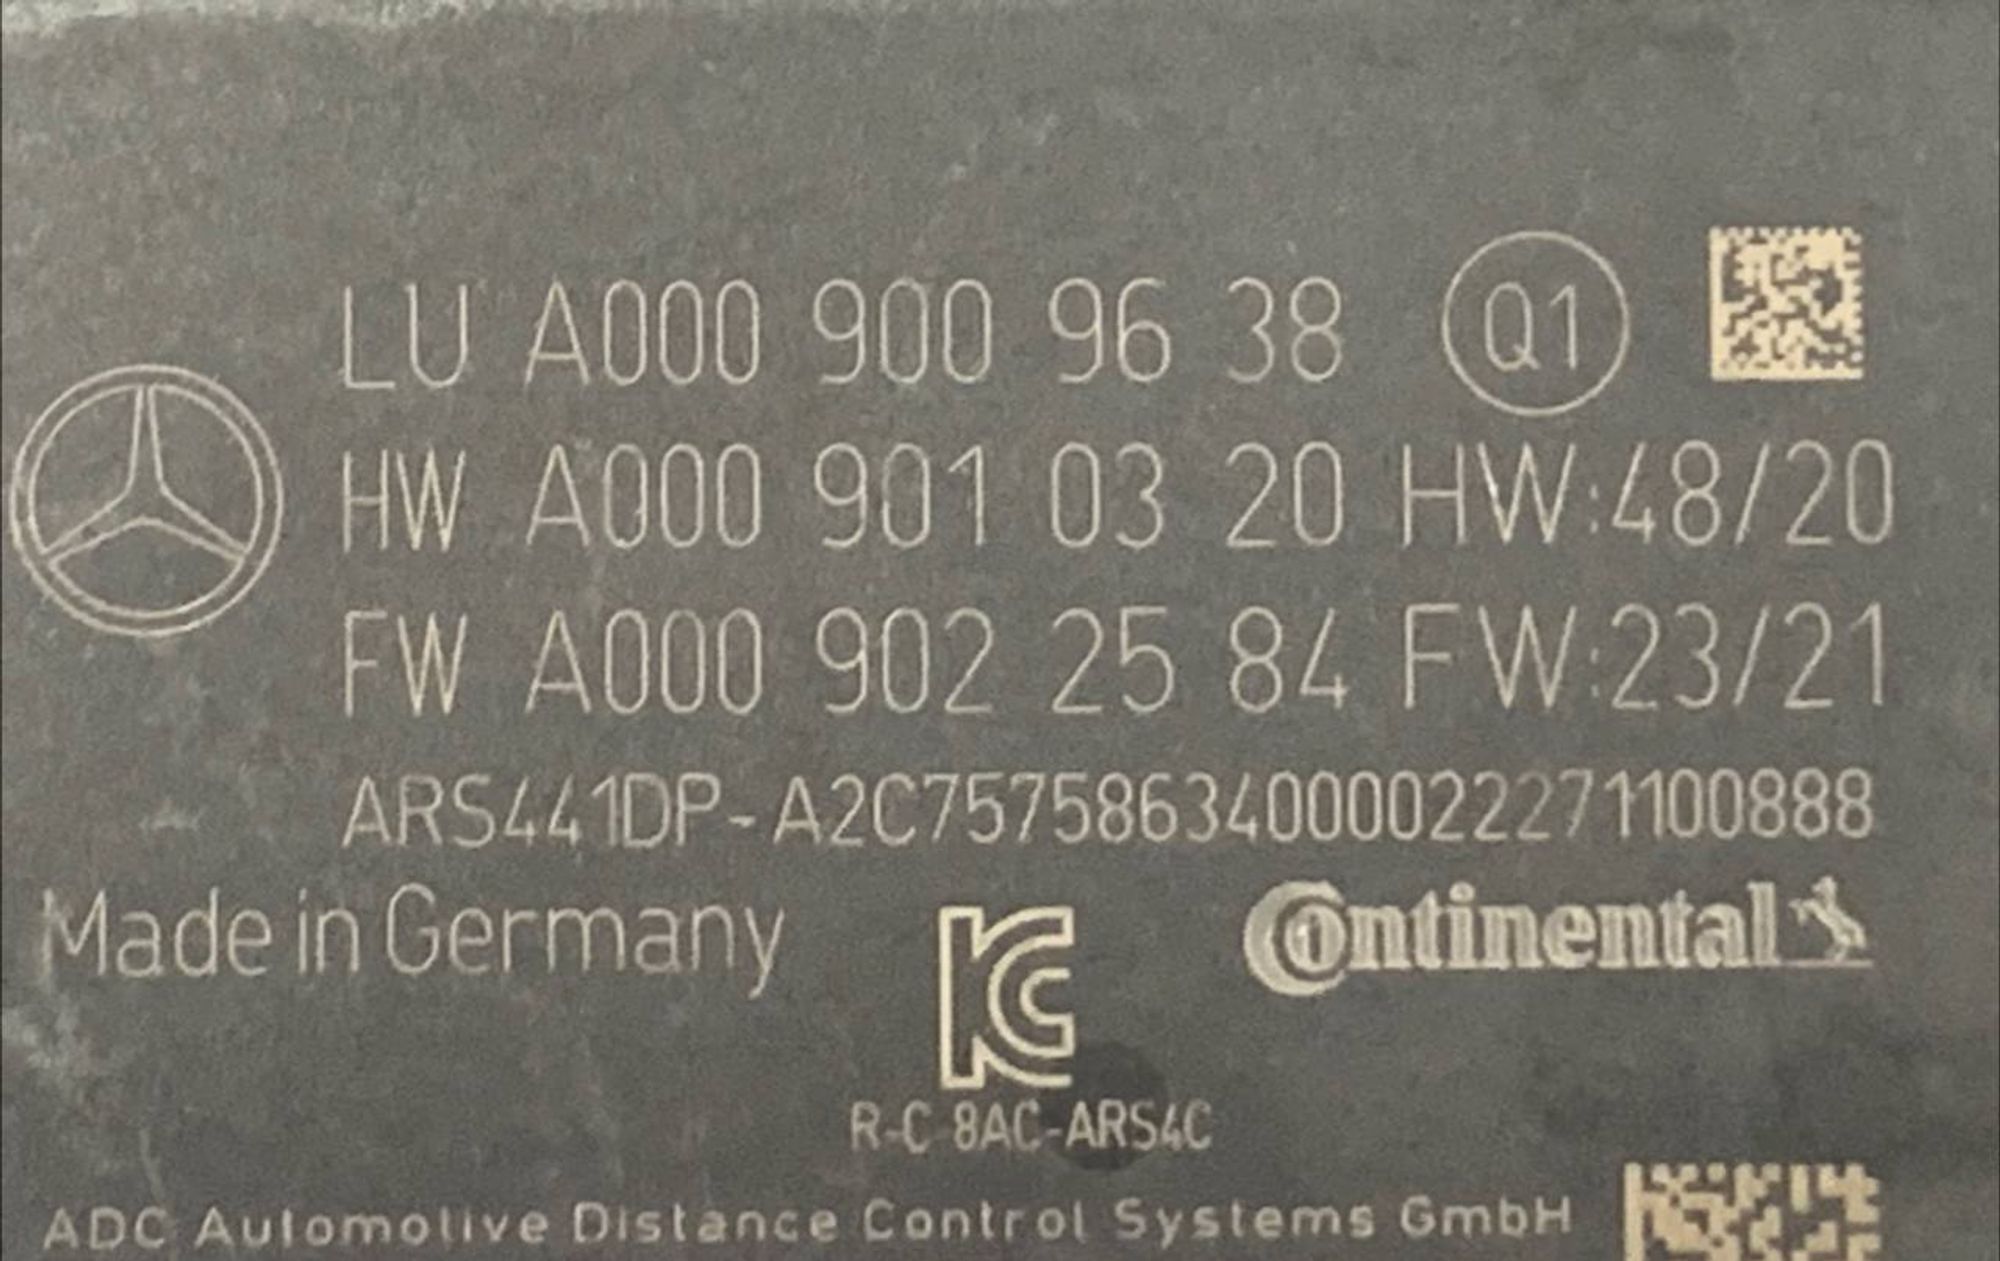 LU A000 900 96 38 Q1
HW A000 901 03 20 HW:48/20
FW A000 902 25 84 FW:23/21
ARS441DP-A2C75758634000022271100888
Made in Germany
Continental
R-C 8AC-ARS4C
ADC Automotive Distance Control Systems GmbH